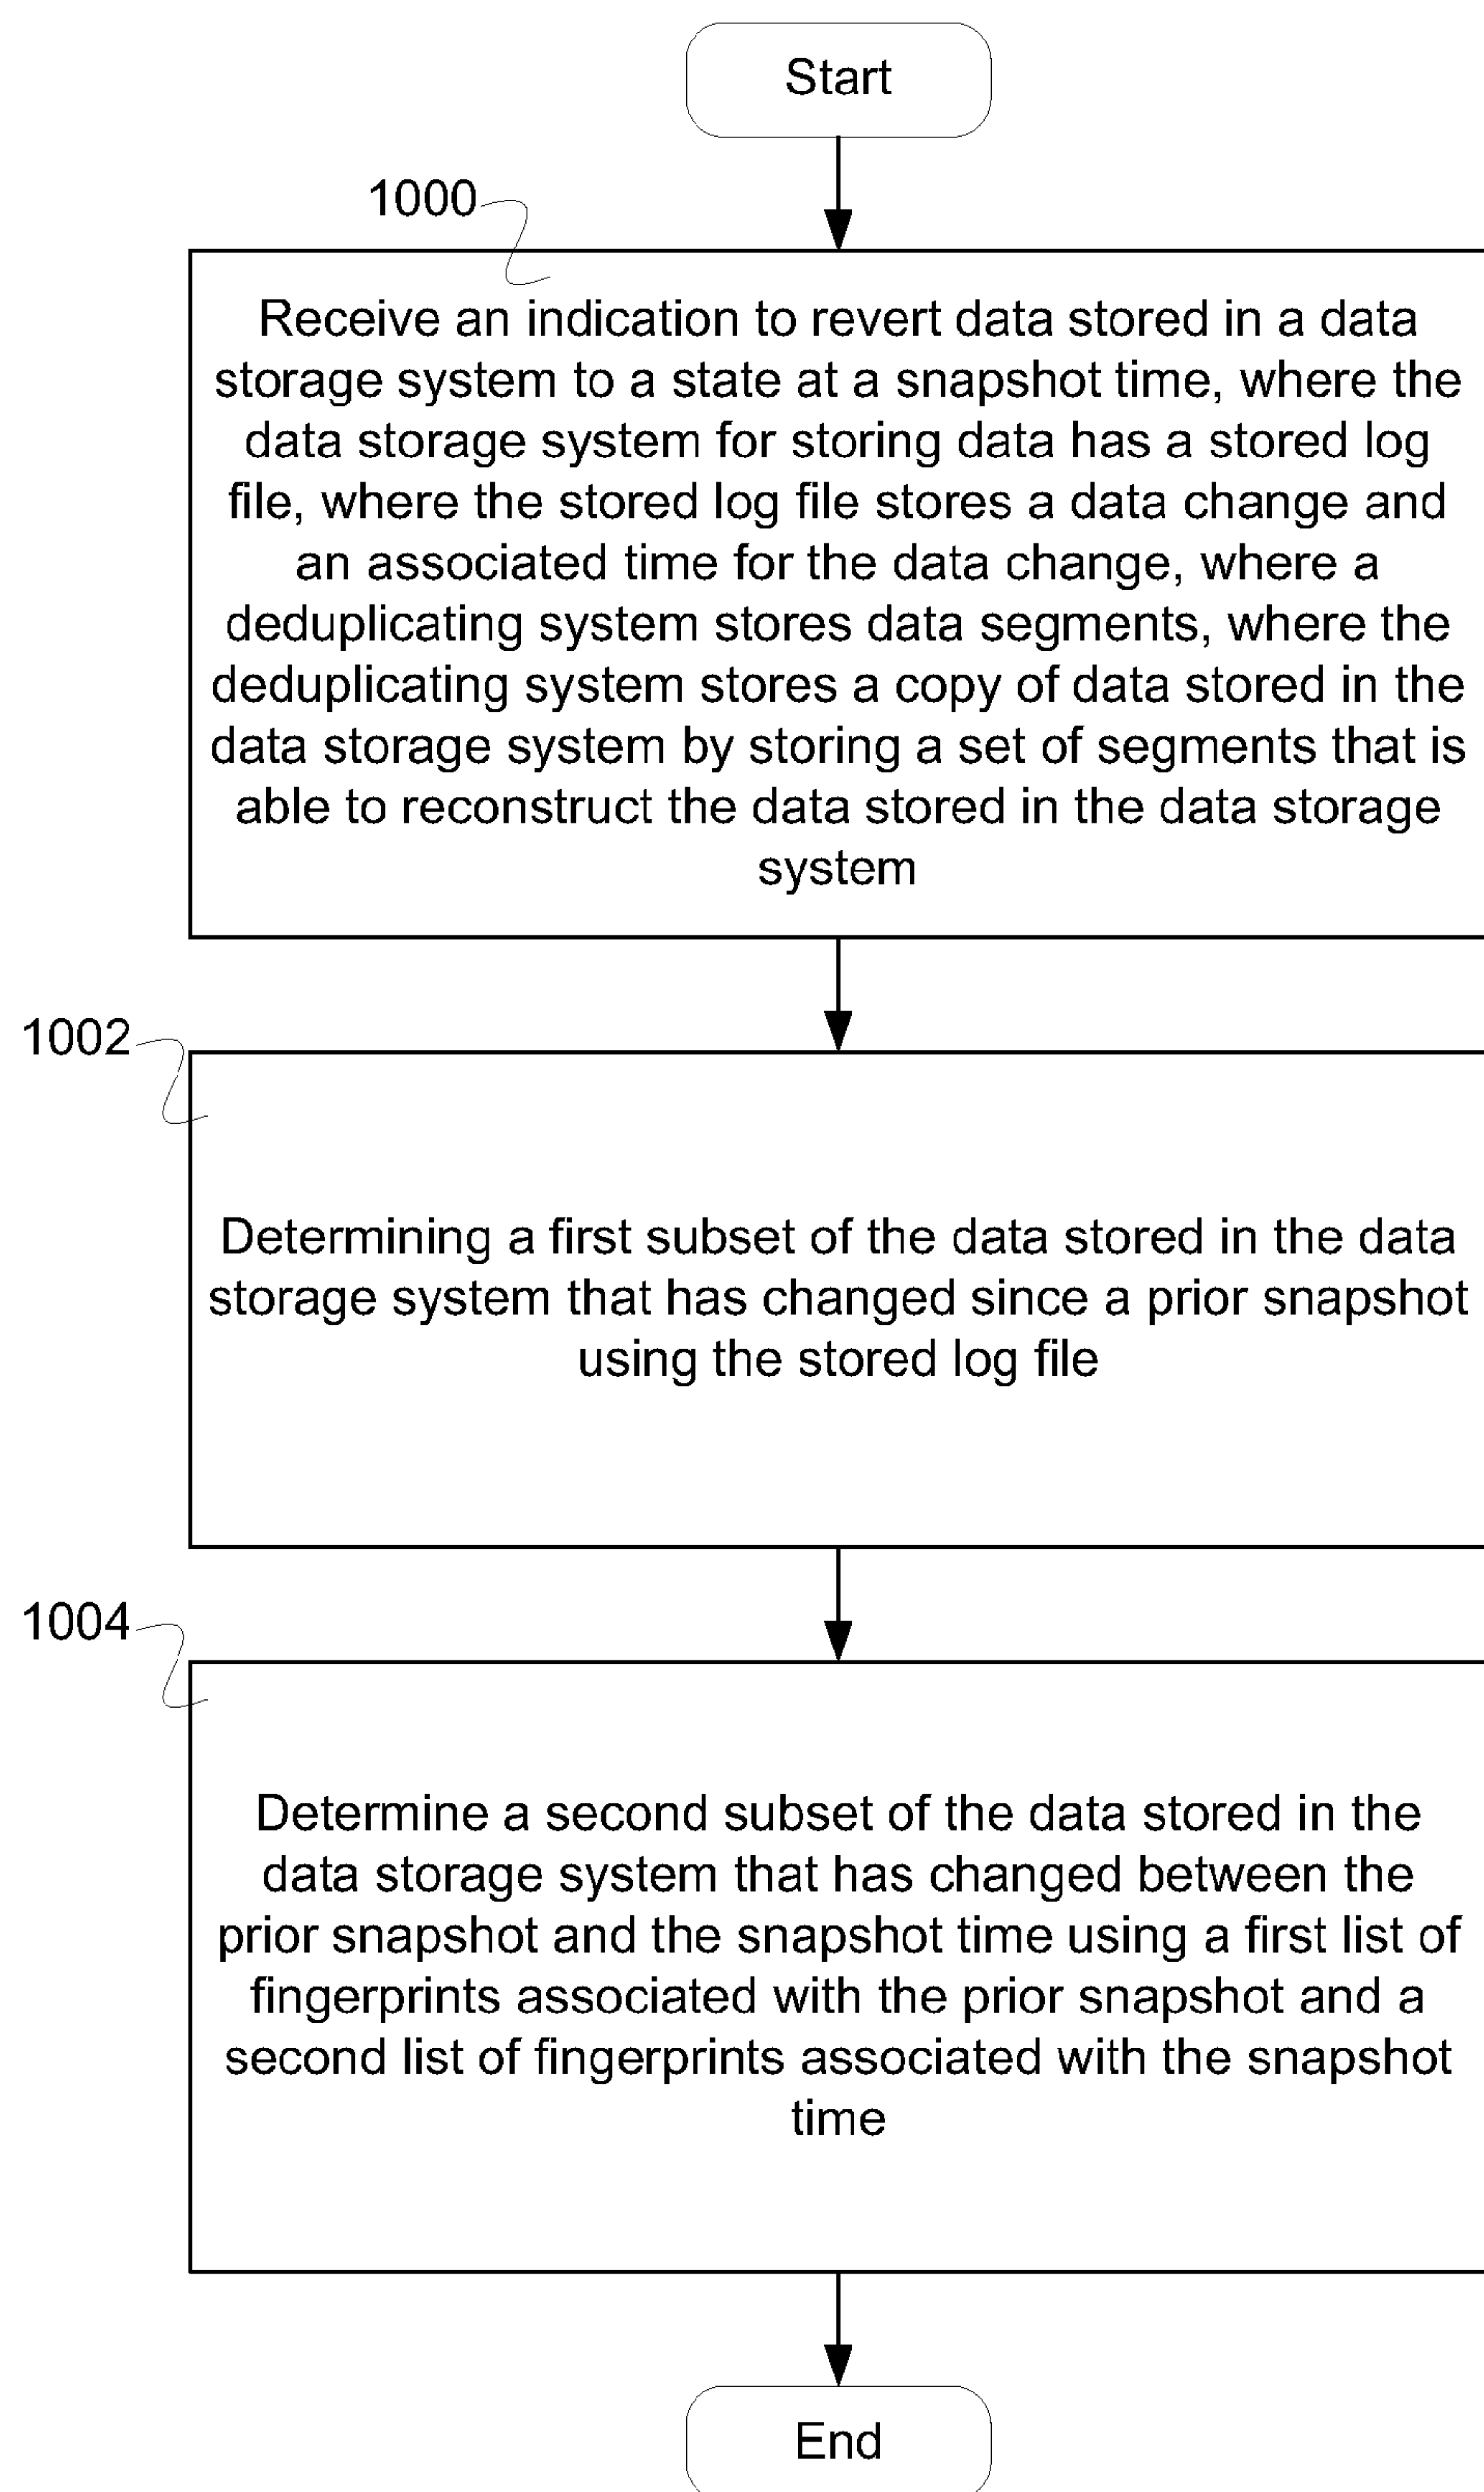 Start
1000
Receive an indication to revert data stored in a data
storage system to a state at a snapshot time, where the
data storage system for storing data has a stored log
file, where the stored log file stores a data change and
an associated time for the data change, where a
deduplicating system stores data segments, where the
deduplicating system stores a copy of data stored in the
data storage system by storing a set of segments that is
able to reconstruct the data stored in the data storage
system
1002
Determining a first subset of the data stored in the data
storage system that has changed since a prior snapshot
using the stored log file
1004
Determine a second subset of the data stored in the
data storage system that has changed between the
prior snapshot and the snapshot time using a first list of
fingerprints associated with the prior snapshot and a
second list of fingerprints associated with the snapshot
time
End